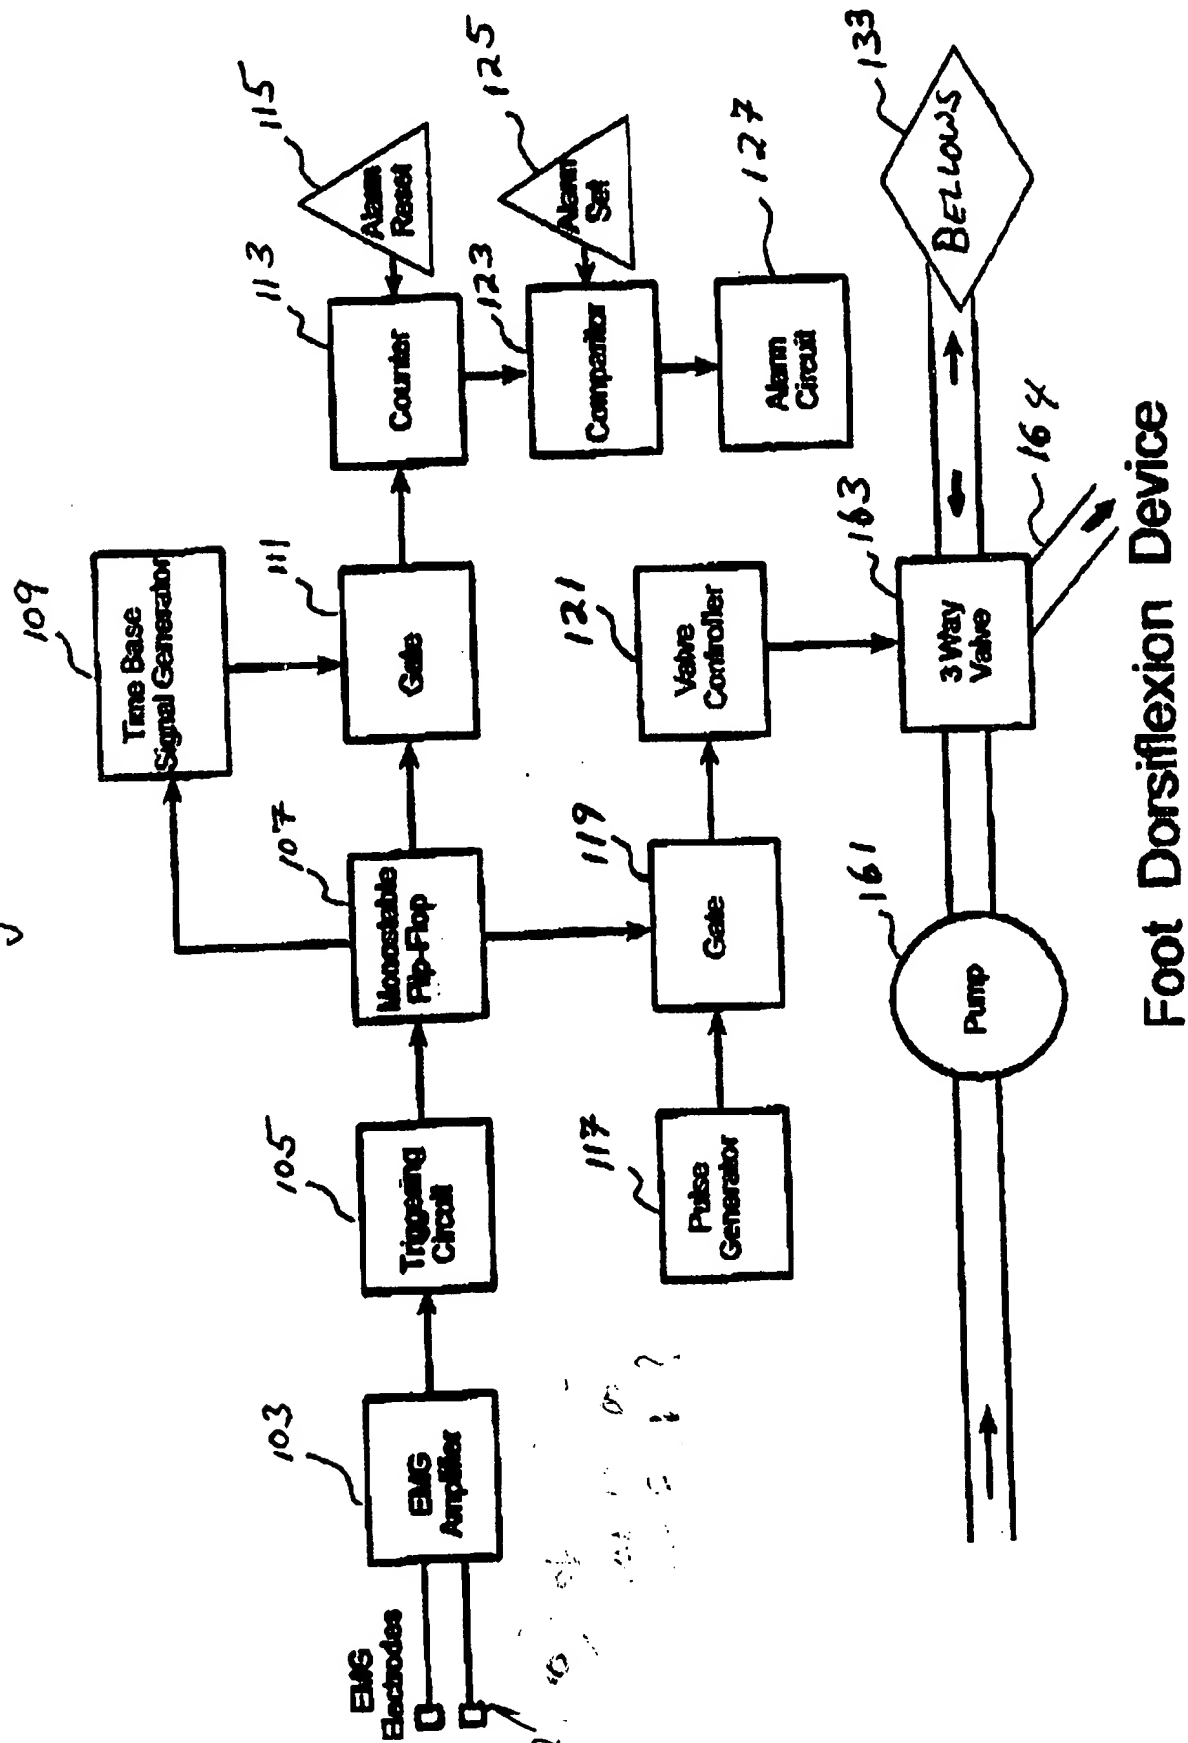 109
Time Base
Signal Generator
EMG
Electrodes
103
EMG
Amplifier
105
Triggering
Circuit
107
Monostable
Flip-Flop
111
Gate
113
Counter
115
Alarm
Reset
117
Pulse
Generator
119
Gate
121
Valve
Controller
123
Comparitor
125
Alarm
Set
127
Alarm
Circuit
161
Pump
163
3 Way
Valve
164
133
BELLOWS
Foot Dorsiflexion Device